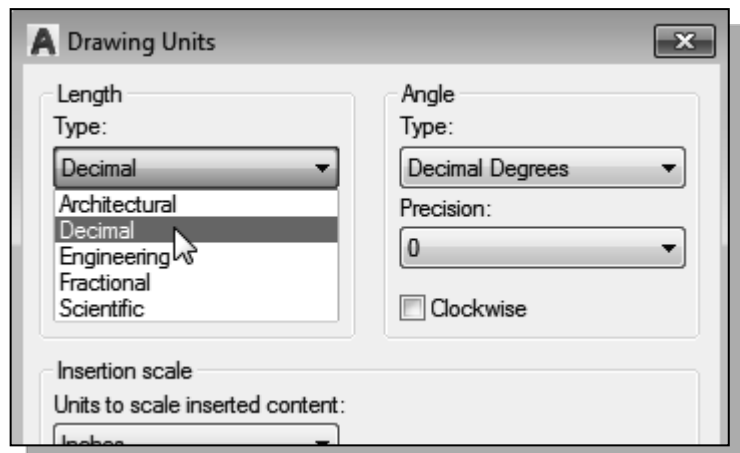 A Drawing Units
Length
Type:
Decimal
Architectural
Decimal
Engineering
Fractional
Scientific
Angle
Type:
Decimal Degrees
Precision:
0
Clockwise
Insertion scale
Units to scale inserted content:
Inches